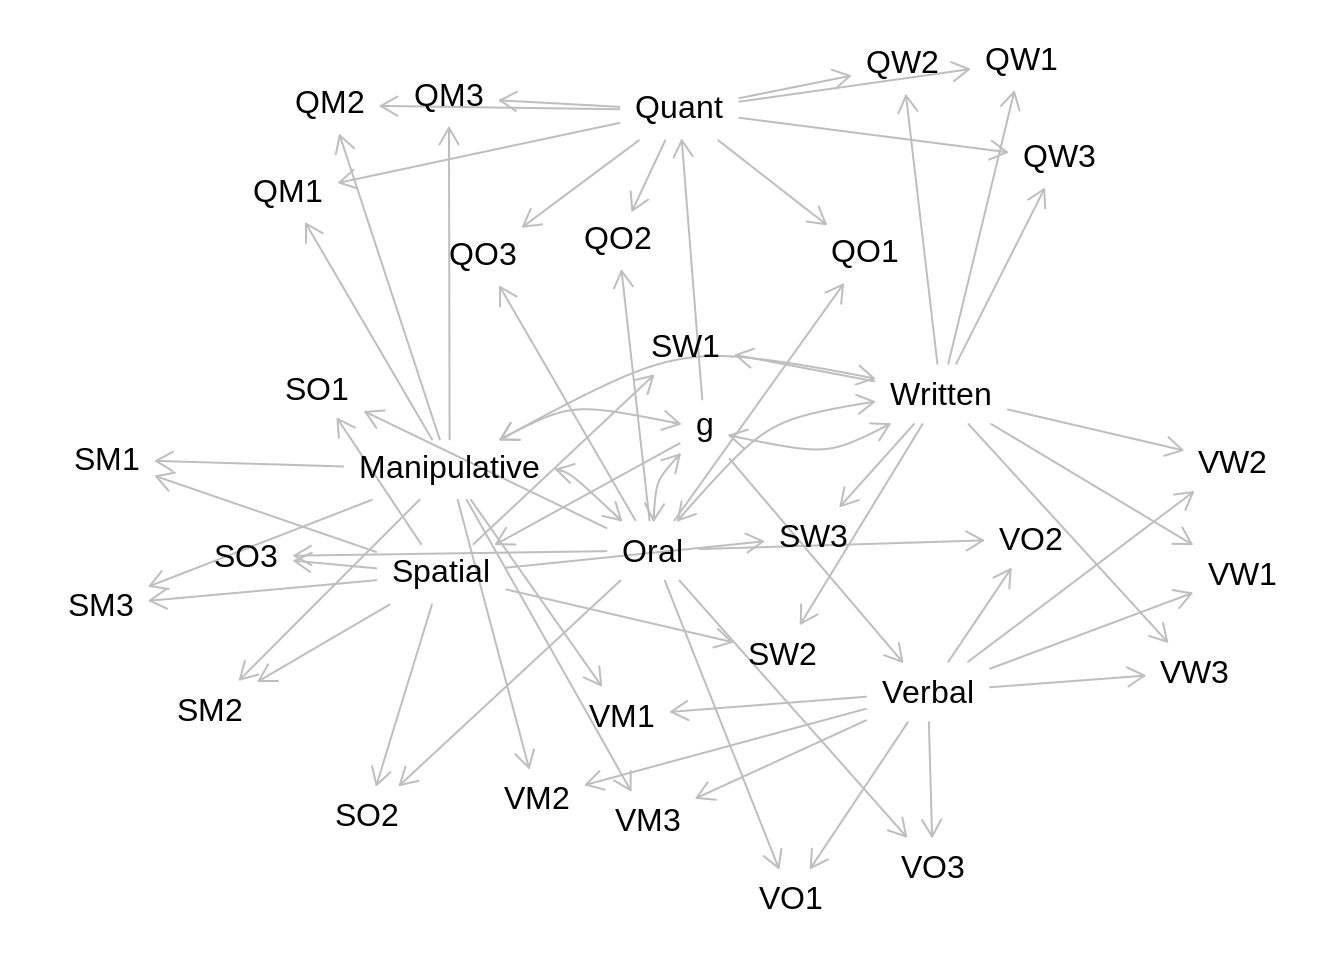 QW2
QW1
QM2
QM3
Quant
QW3
QM1
QO3
QO2
QO1
SW1
SO1
Written
g
SM1
Manipulative
VW2
SW3
VO2
SO3
Oral
Spatial
VW1
SM3
SW2
VW3
Verbal
SM2
VM1
VM2
SO2
VM3
VO3
VO1